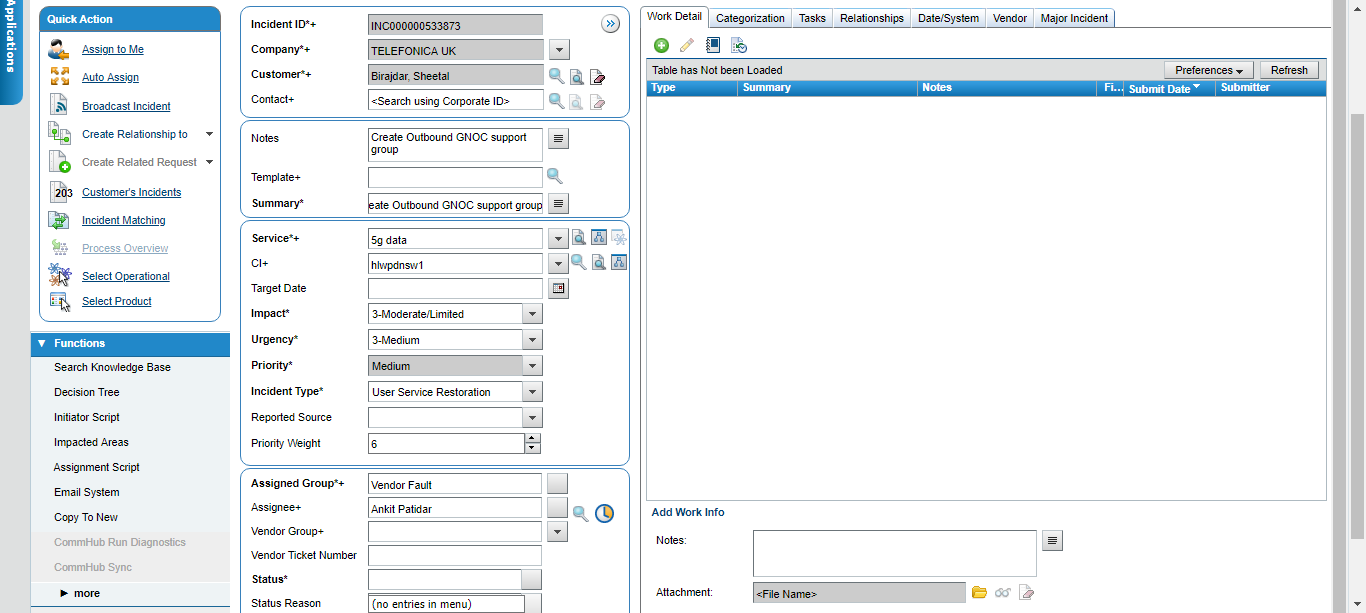 Applications
Quick Action
Assign to Me
Auto Assign
Broadcast Incident
Create Relationship to
Create Related Request
203 Customer's Incidents
Incident Matching
Process Overview
Select Operational
Select Product
Functions
Search Knowledge Base
Decision Tree
Initiator Script
Impacted Areas
Assignment Script
Email System
Copy To New
CommHub Run Diagnostics
CommHub Sync
more
Incident ID*+ INC000000533873
Company*+ TELEFONICA UK
Customer*+ Birajdar, Sheetal
Contact+ <Search using Corporate ID>
Notes Create Outbound GNOC support
group
Template+
Summary* eate Outbound GNOC support group
Service*+ 5g data
CI+ hlwpdnsw1
Target Date
Impact* 3-Moderate/Limited
Urgency* 3-Medium
Priority* Medium
Incident Type* User Service Restoration
Reported Source
Priority Weight 6
Assigned Group*+ Vendor Fault
Assignee+ Ankit Patidar
Vendor Group+
Vendor Ticket Number
Status*
Status Reason (no entries in menu)
Work Detail Categorization Tasks Relationships Date/System Vendor Major Incident
Table has Not been Loaded Preferences Refresh
Type Summary Notes Fi... Submit Date Submitter
Add Work Info
Notes:
Attachment: <File Name>